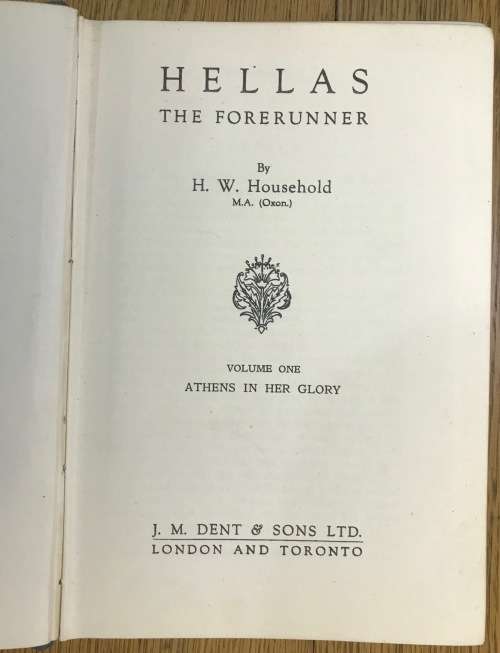 HELLAS
THE FORERUNNER
By
H. W. Household
M.A. (Oxon.)
VOLUME ONE
ATHENS IN HER GLORY
J. M. DENT & SONS LTD.
LONDON AND TORONTO